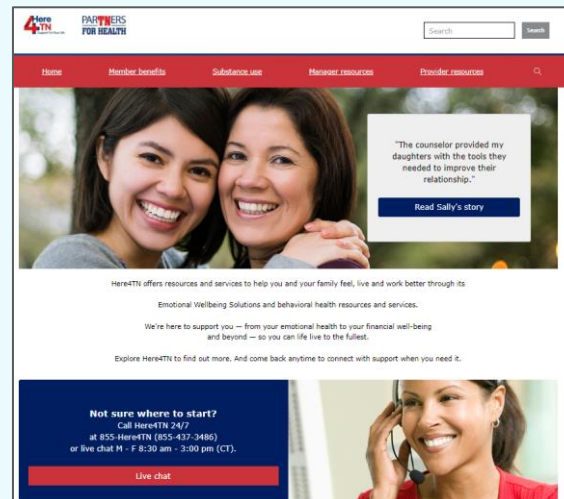 Here
4TN
PARTNERS
FOR HEALTH
Search
Search
Home
Member benefits
Substance use
Manager resources
Provider resources
"The counselor provided my
daughters with the tools they
needed to improve their
relationship."
Read Sally's story
Here4TN offers resources and services to help you and your family feel, live and work better through its
Emotional Wellbeing Solutions and behavioral health resources and services.
We're here to support you — from your emotional health to your financial well-being
and beyond — so you can life live to the fullest.
Explore Here4TN to find out more. And come back anytime to connect with support when you need it.
Not sure where to start?
Call Here4TN 24/7
at 855-Here4TN (855-437-3486)
or live chat M - F 8:30 am - 3:00 pm (CT).
Live chat